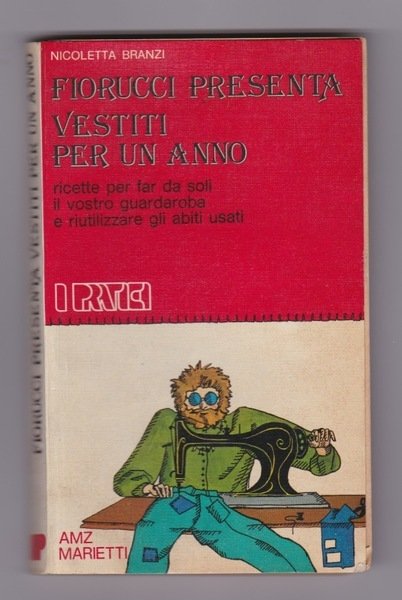 NICOLETTA BRANZI
FIORUCCI PRESENTA
VESTITI
PER UN ANNO
ricette per far da soli
il vostro guardaroba
e riutilizzare gli abiti usati
I PRATICI
AMZ
MARIETTI
FIORUCCI PRESENTA VESTITI PER UN ANNO